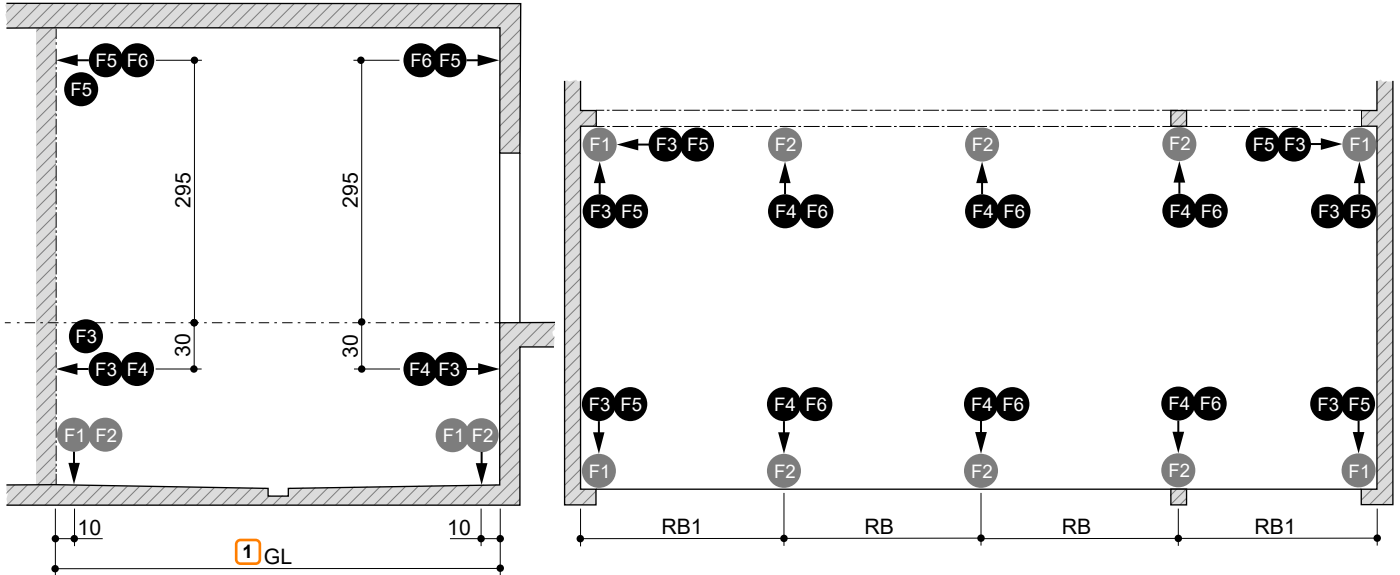 F5 F6 F6 F5
F5
295 295
F3
30 30
F3 F4 F4 F3
F1 F2 F1 F2
10 10
1 GL
F1 F3 F5 F2 F2 F2 F5 F3 F1
F3 F5 F4 F6 F4 F6 F4 F6 F3 F5
F3 F5 F4 F6 F4 F6 F4 F6 F3 F5
F1 F2 F2 F2 F1
RB1 RB RB RB1